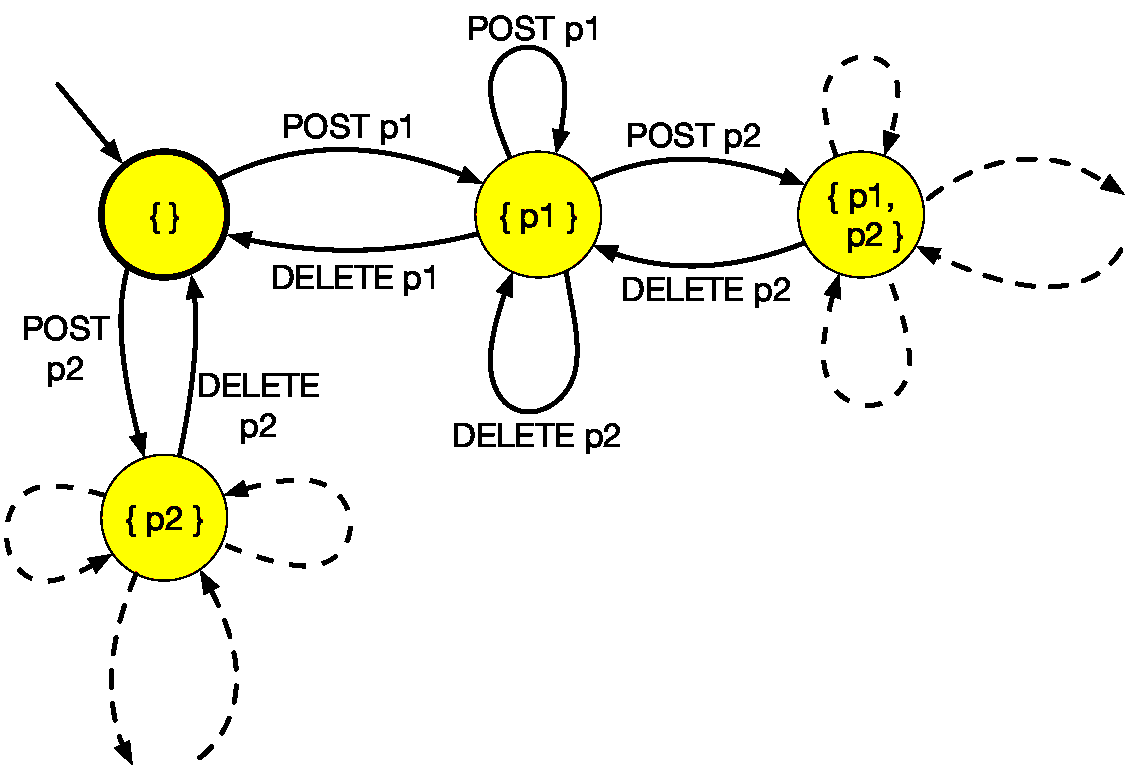 POST p1
POST p1
POST p2
{ }
{ p1 }
{ p1,
p2 }
DELETE p1
DELETE p2
POST
p2
DELETE
p2
DELETE p2
{ p2 }